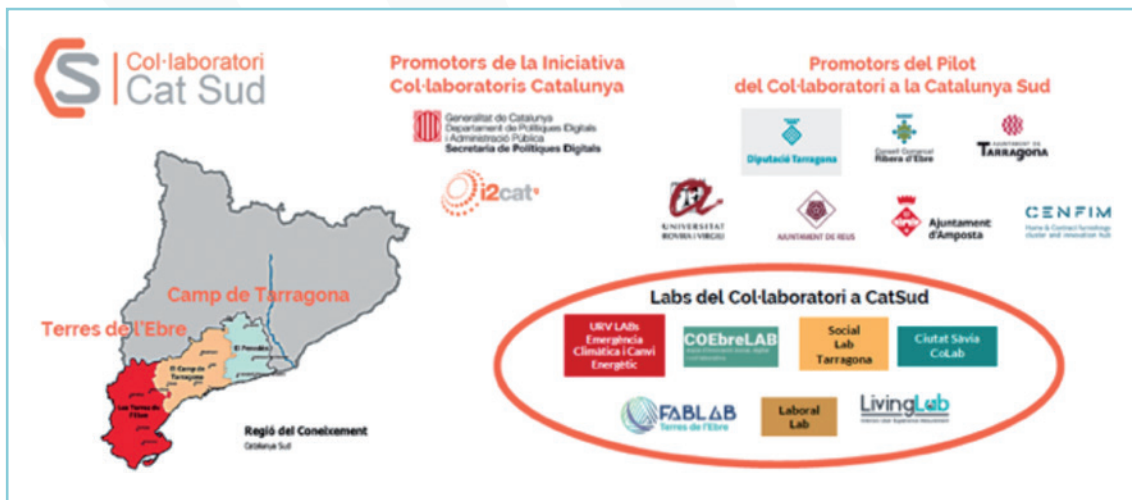 CS
Col·laboratori
Cat Sud
Promotors de la Iniciativa
Col·laboratoris Catalunya
Generalitat de Catalunya
Departament de Polítiques Digitals
i Administració Pública
Secretaria de Polítiques Digitals
i2cat
Promotors del Pilot
del Col·laboratori a la Catalunya Sud
Diputació Tarragona
Consell Comarcal
Ribera d'Ebre
AJUNTAMENT DE
TARRAGONA
UNIVERSITAT
ROVIRA I VIRGILI
AJUNTAMENT DE REUS
Ajuntament
d'Amposta
CENFIM
Home & Contract furnishings
cluster and innovation hub
Camp de Tarragona
Terres de l'Ebre
El Penedès
El Camp de
Tarragona
Les Terres de
l'Ebre
Regió del Coneixement
Catalunya Sud
Labs del Col·laboratori a CatSud
URV LABs
Emergència
Climàtica i Canvi
Energètic
COEbreLAB
Social
Lab
Tarragona
Ciutat Sàvia
CoLab
FABLAB
Terres de l'Ebre
Laboral
Lab
LivingLab